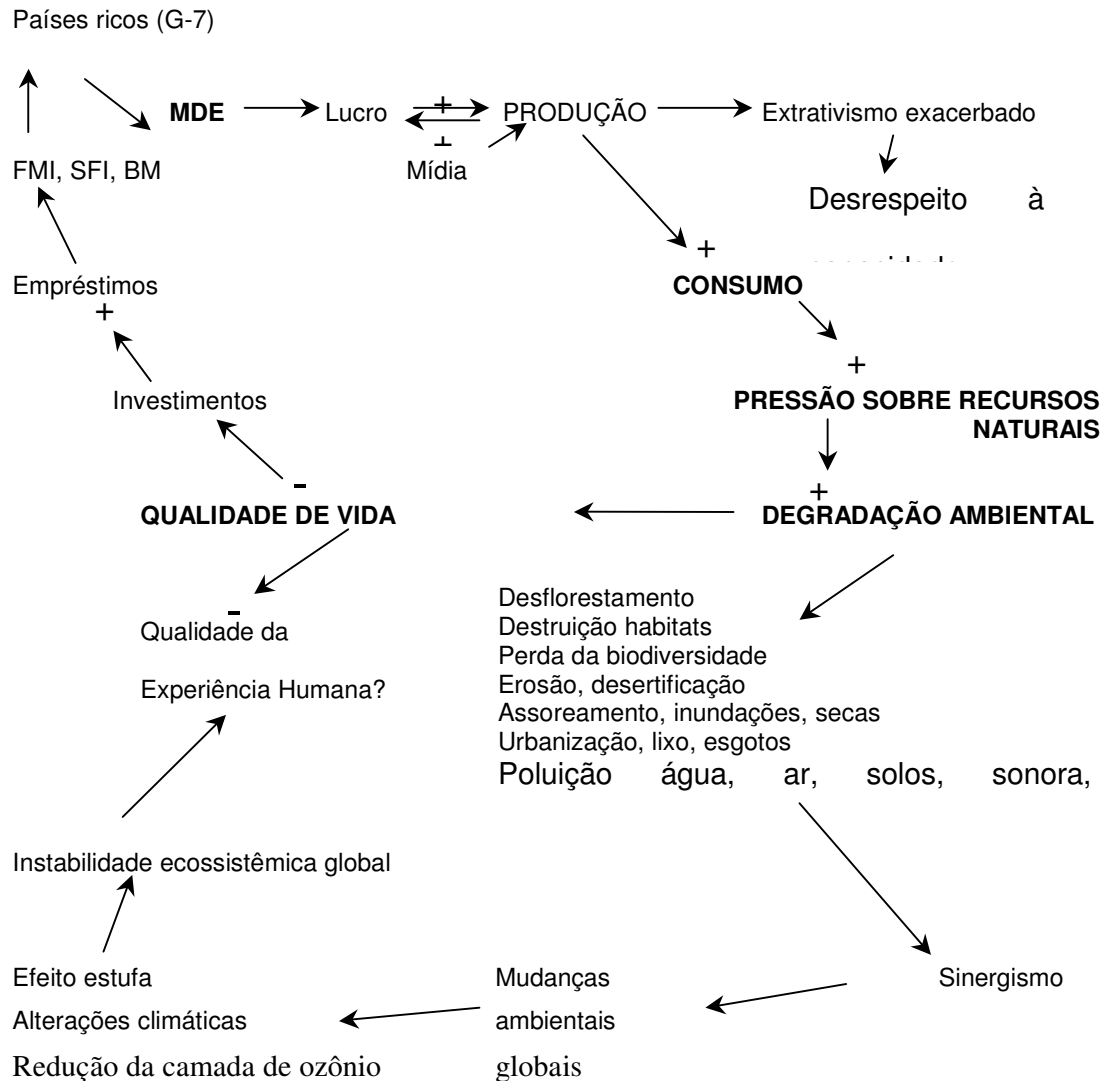 Países ricos (G-7)
MDE
Lucro
+
+
PRODUÇÃO
Extrativismo exacerbado
FMI, SFI, BM
Mídia
Desrespeito à
+
Empréstimos
+
CONSUMO
+
Investimentos
PRESSÃO SOBRE RECURSOS
NATURAIS
-
+
QUALIDADE DE VIDA
DEGRADAÇÃO AMBIENTAL
-
Qualidade da
Experiência Humana?
Desflorestamento
Destruição habitats
Perda da biodiversidade
Erosão, desertificação
Assoreamento, inundações, secas
Urbanização, lixo, esgotos
Poluição água, ar, solos, sonora,
Instabilidade ecossistêmica global
Efeito estufa
Alterações climáticas
Redução da camada de ozônio
Mudanças
ambientais
globais
Sinergismo